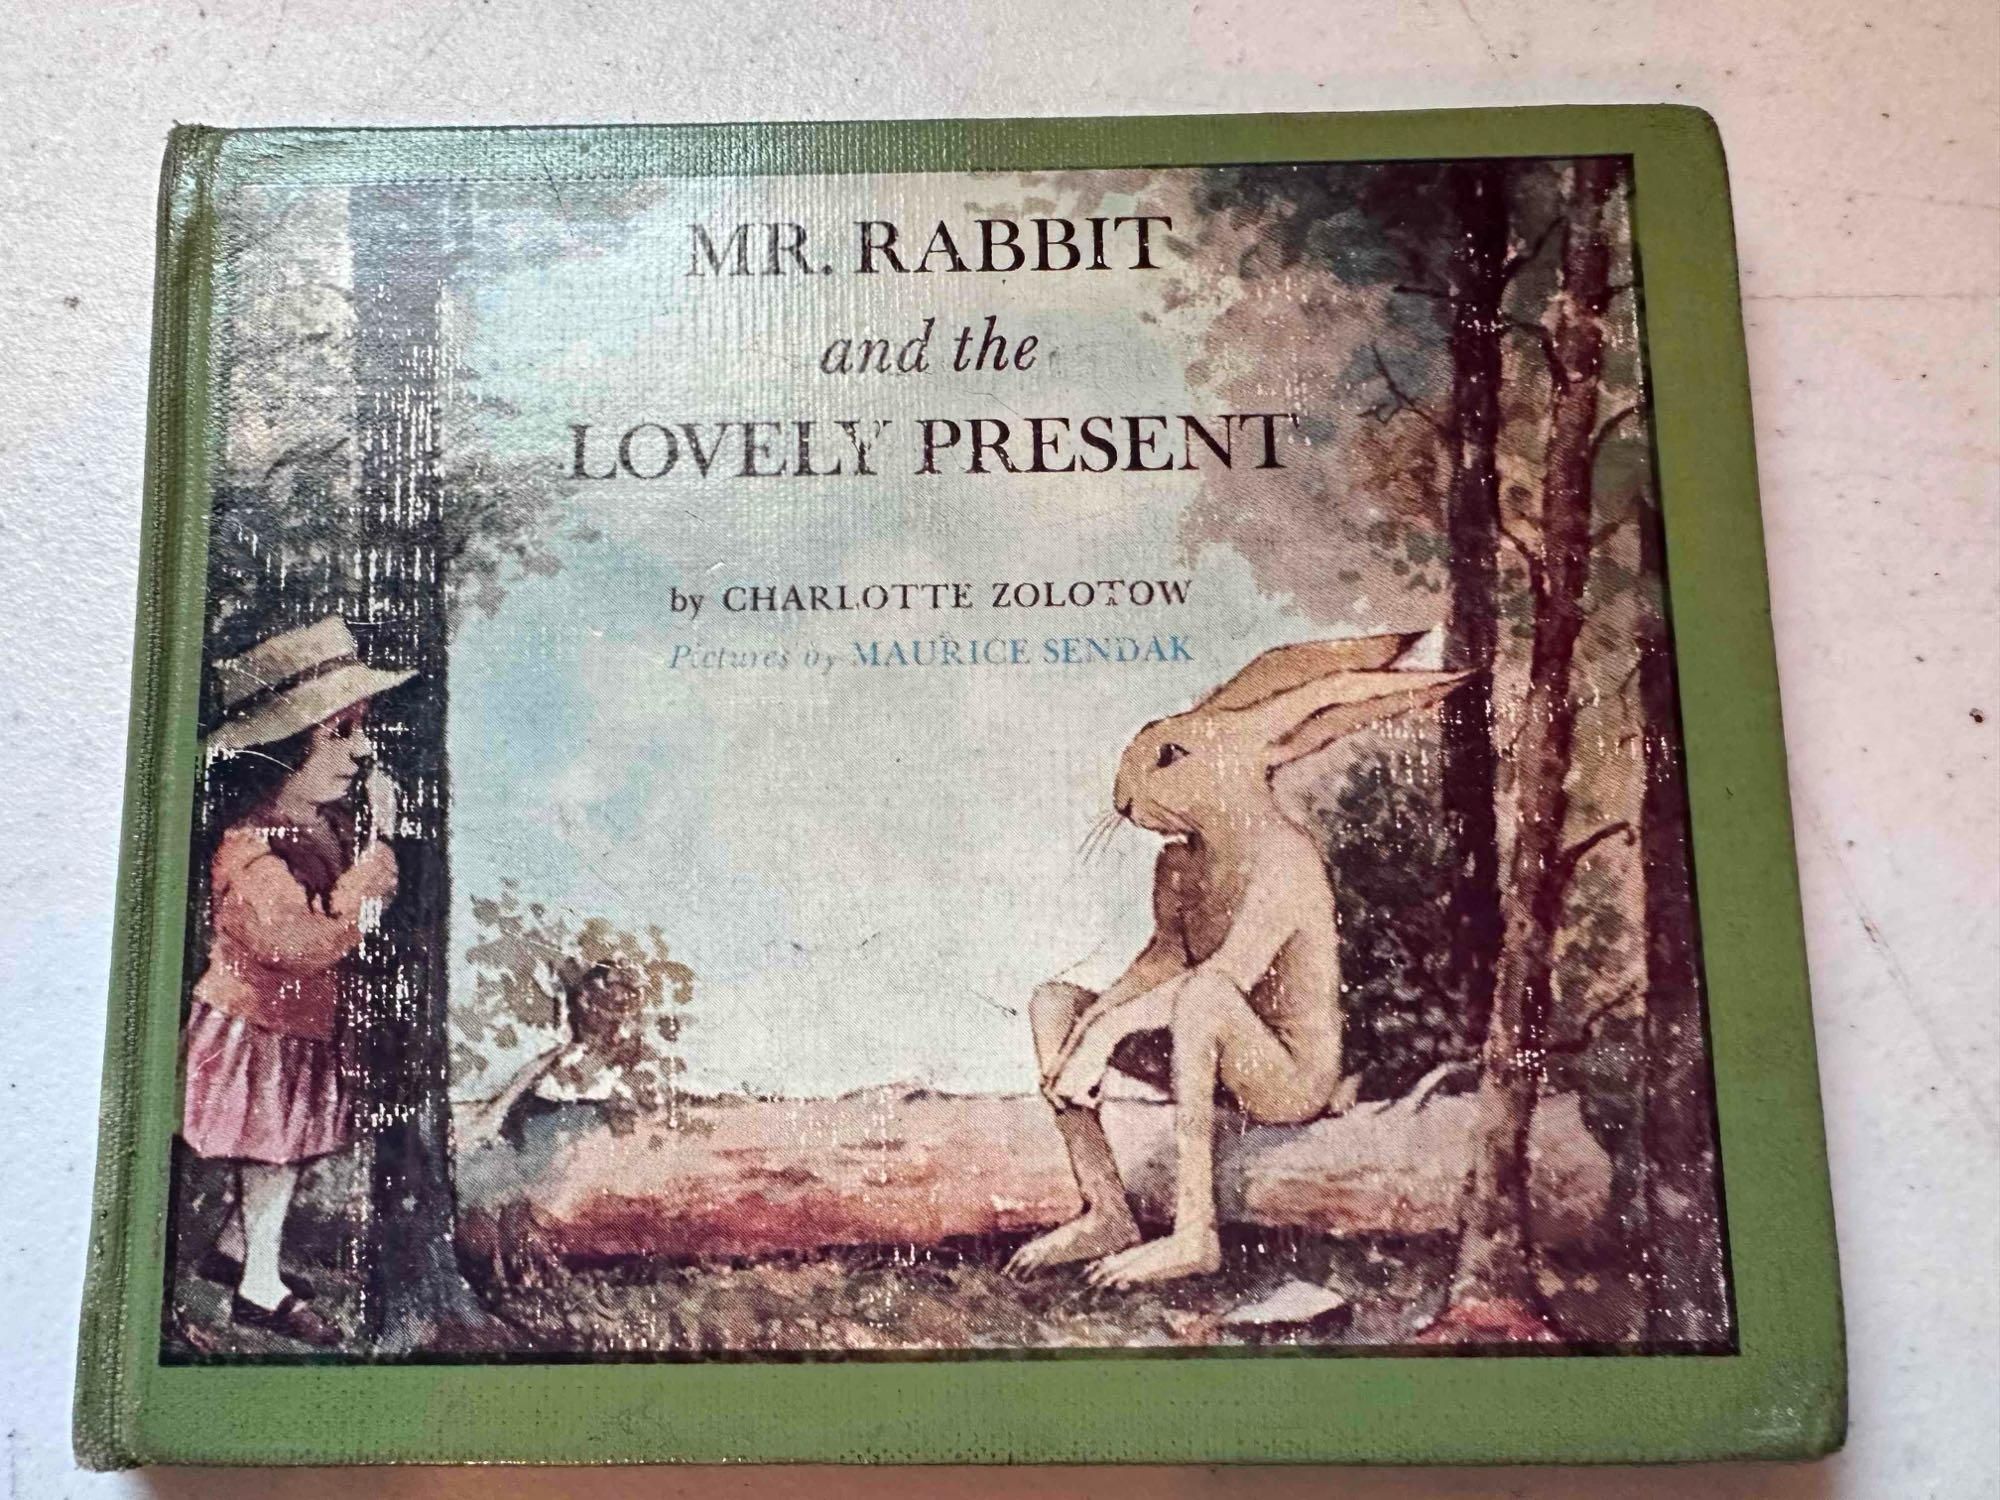 MR. RABBIT
and the
LOVELY PRESENT
by CHARLOTTE ZOLOTOW
Pictures by MAURICE SENDAK